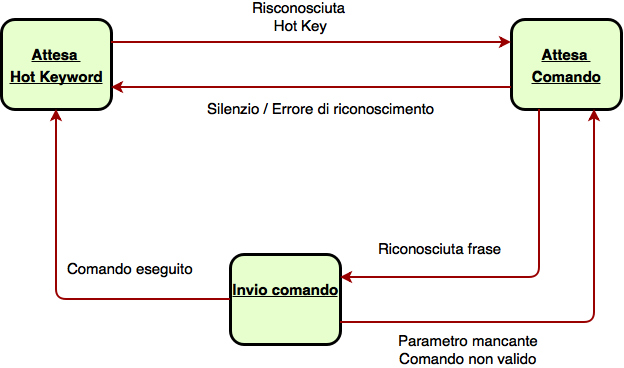 Risconosciuta
Hot Key
Attesa
Hot Keyword
Attesa
Comando
Silenzio / Errore di riconoscimento
Riconosciuta frase
Comando eseguito
Invio comando
Parametro mancante
Comando non valido